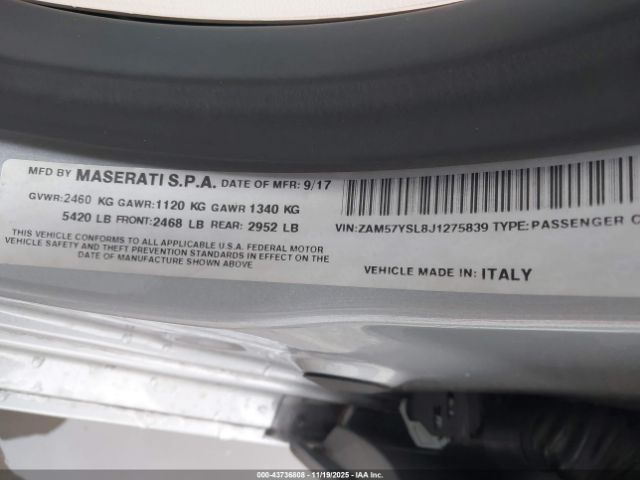 MFD BY MASERATI S.P.A. DATE OF MFR: 9/17
GVWR:2460 KG GAWR:1120 KG GAWR 1340 KG
5420 LB FRONT:2468 LB REAR: 2952 LB
THIS VEHICLE CONFORMS TO ALL APPLICABLE U.S.A. FEDERAL MOTOR
VEHICLE SAFETY AND THEFT PREVENTION STANDARDS IN EFFECT ON THE
DATE OF MANUFACTURE SHOWN ABOVE
VIN:ZAM57YSL8J1275839 TYPE:PASSENGER C
VEHICLE MADE IN: ITALY
000-43736808 - 11/19/2025 - IAA Inc.